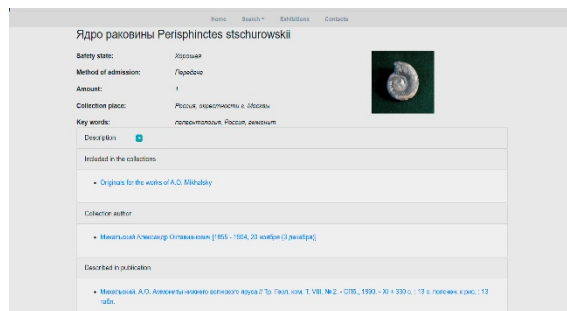 Home Search Exhibitions Contacts
Ядро раковины Perisphinctes stschurowskii
Safety state: Хорошая
Method of admission: Передача
Amount: 1
Collection place: Россия, окрестности г. Москвы
Key words: палеонтология, Россия, аммонит
Description +
Included in the collections
Originals for the works of A.O. Mikhalsky
Collection author
Михальский Александр Октавианович [1855 - 1904, 20 ноября (3 декабря)]
Described in publication
Михальский, А.О. Аммониты нижнего волжского яруса // Тр. Геол. ком. Т. VIII, № 2. - СПб., 1890. - XI + 330 с. : 13 с. пояснен. к рис. ; 13
табл.